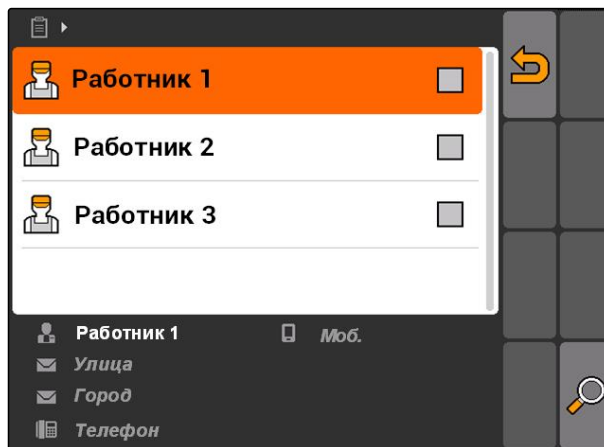 Работник 1
Работник 2
Работник 3
Работник 1 Моб.
Улица
Город
Телефон